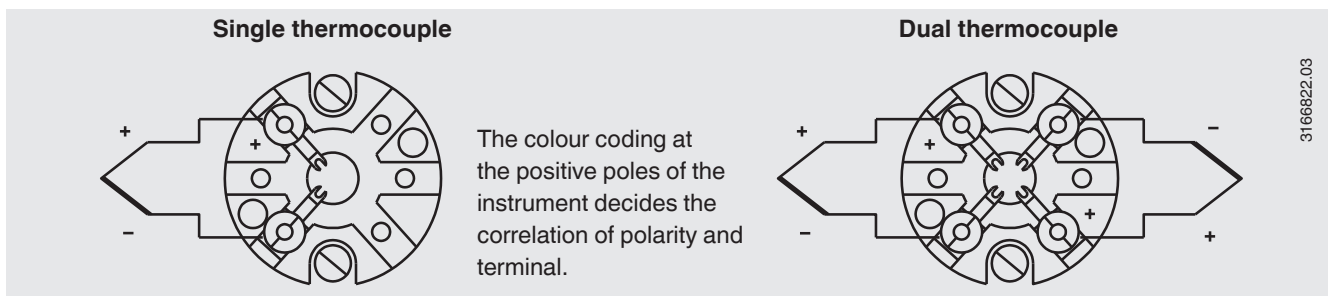 Single thermocouple
+
+
–
The colour coding at
the positive poles of the
instrument decides the
correlation of polarity and
terminal.
Dual thermocouple
+
+
–
–
+
+
3166822.03